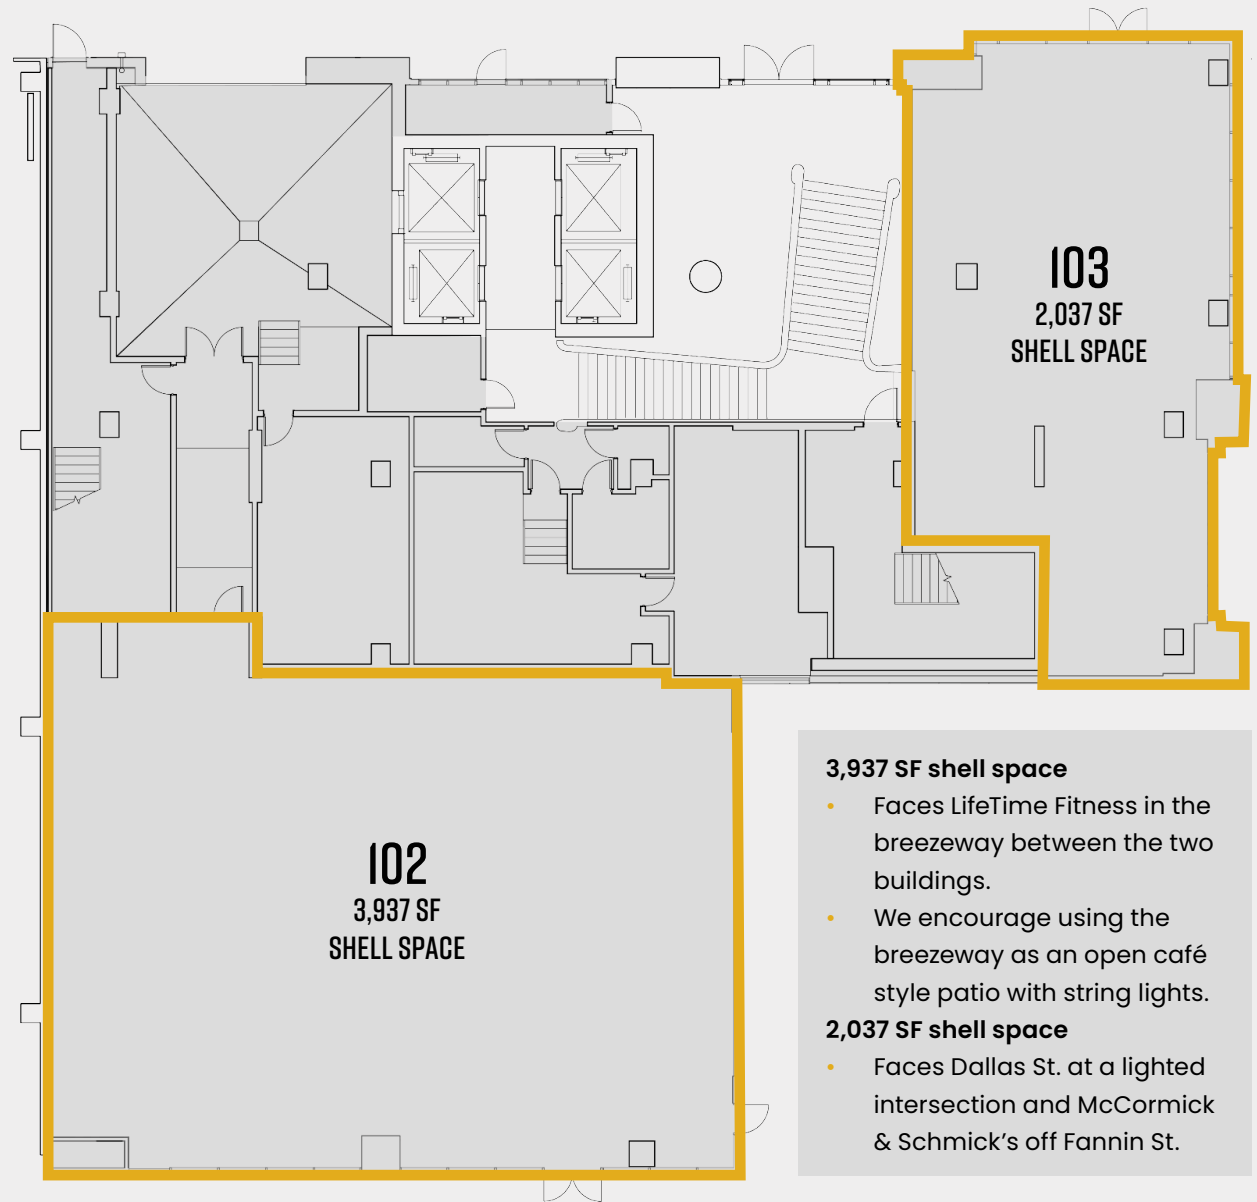 103
2,037 SF
SHELL SPACE
102
3,937 SF
SHELL SPACE
3,937 SF shell space
• Faces LifeTime Fitness in the
breezeway between the two
buildings.
• We encourage using the
breezeway as an open café
style patio with string lights.
2,037 SF shell space
• Faces Dallas St. at a lighted
intersection and McCormick
& Schmick’s off Fannin St.